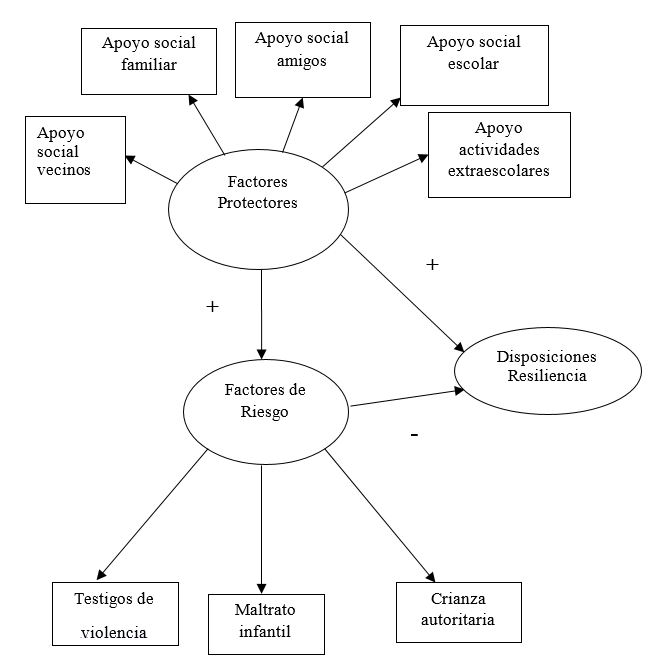 Apoyo social
familiar
Apoyo social
amigos
Apoyo social
escolar
Apoyo
social
vecinos
Apoyo
actividades
extraescolares
Factores
Protectores
+
+
Disposiciones
Resiliencia
Factores de
Riesgo
-
Testigos de
violencia
Maltrato
infantil
Crianza
autoritaria